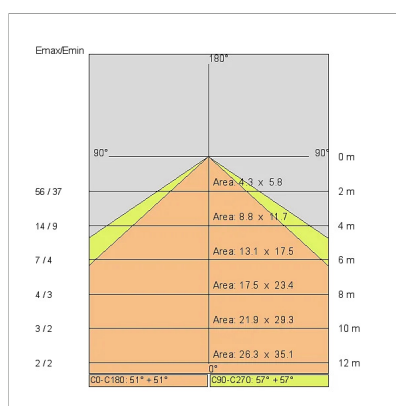 Emax/Emin
180°
90° 90° 0 m
Area: 4.3 x 5.8
56 / 37 2 m
Area: 8.8 x 11.7
14 / 9 4 m
Area: 13.1 x 17.5
7 / 4 6 m
Area: 17.5 x 23.4
4 / 3 8 m
Area: 21.9 x 29.3
3 / 2 10 m
Area: 26.3 x 35.1
2 / 2 12 m
0°
C0-C180: 51° + 51° C90-C270: 57° + 57°